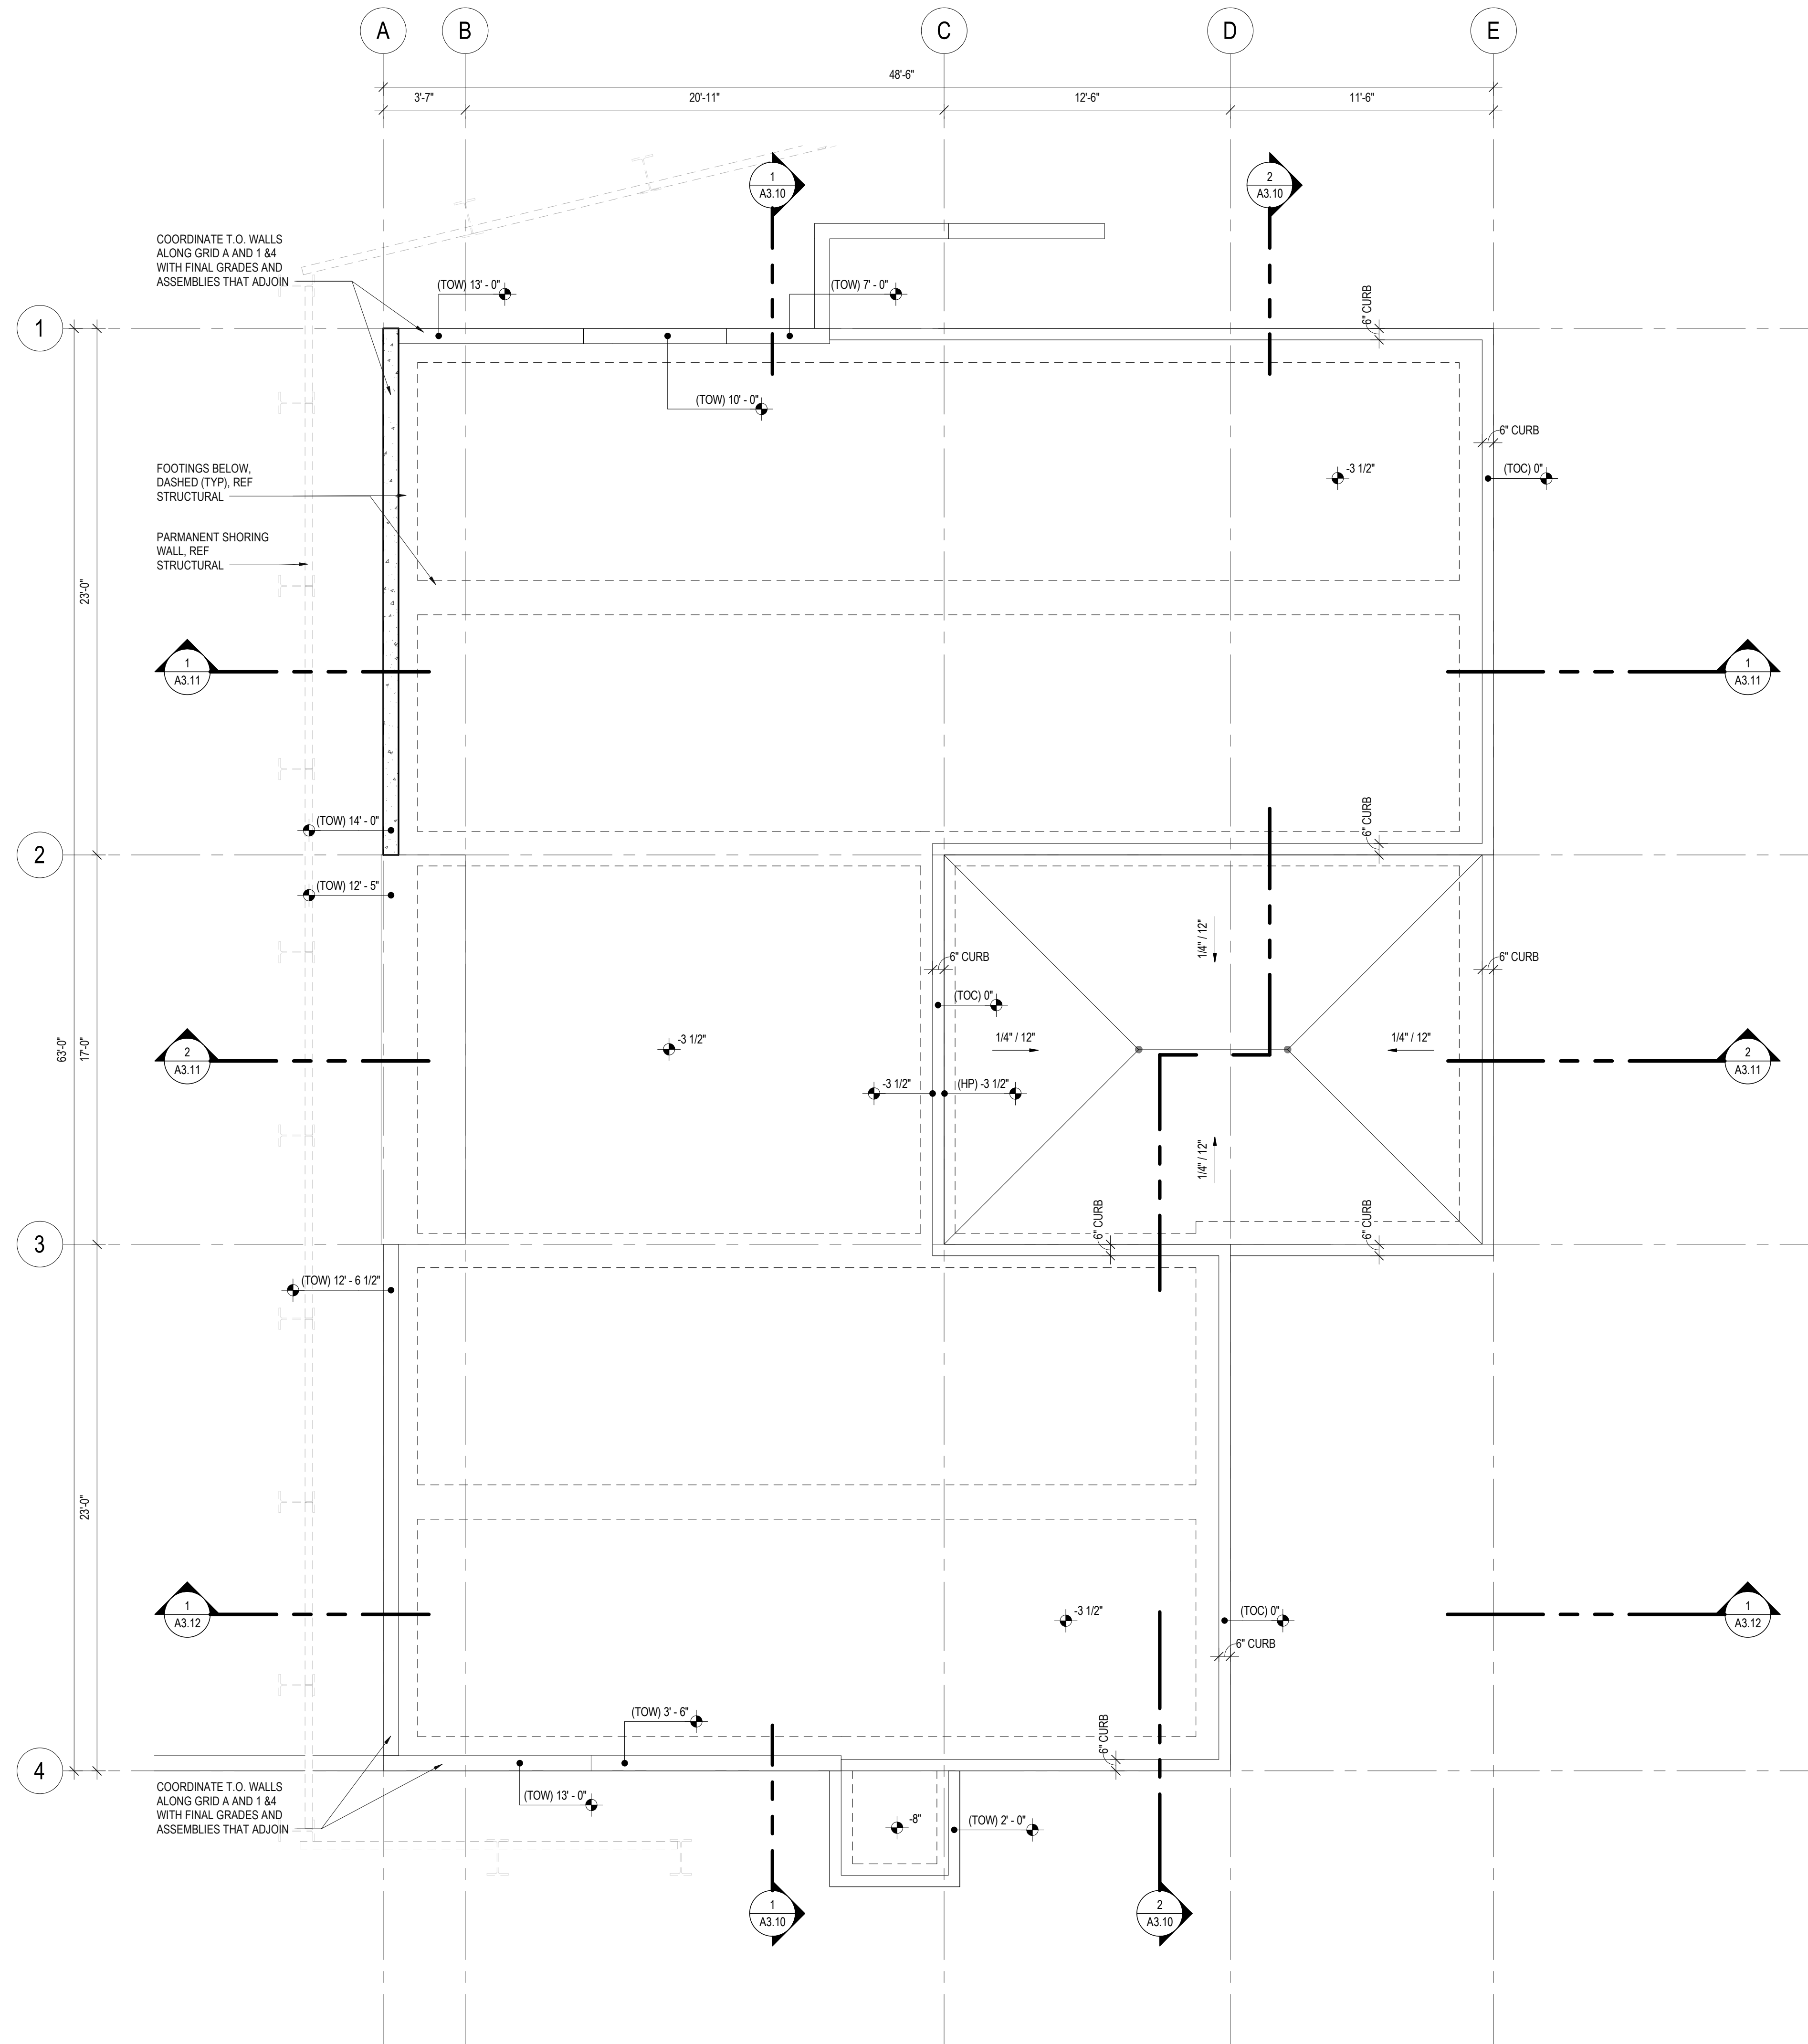 A
B
C
D
E
48'-6"
3'-7"
20'-11"
12'-6"
11'-6"
1
A3.10
2
A3.10
COORDINATE T.O. WALLS
ALONG GRID A AND 1 &4
WITH FINAL GRADES AND
ASSEMBLIES THAT ADJOIN
(TOW) 13' - 0"
(TOW) 7' - 0"
6" CURB
1
(TOW) 10' - 0"
6" CURB
FOOTINGS BELOW,
DASHED (TYP), REF
STRUCTURAL
-3 1/2"
(TOC) 0"
PARMANENT SHORING
WALL, REF
STRUCTURAL
23'-0"
1
A3.11
1
A3.11
(TOW) 14' - 0"
6" CURB
2
(TOW) 12' - 5"
1/4" / 12"
6" CURB
6" CURB
(TOC) 0"
63'-0"
17'-0"
2
A3.11
-3 1/2"
1/4" / 12"
1/4" / 12"
2
A3.11
-3 1/2"
(HP) -3 1/2"
1/4" / 12"
6" CURB
6" CURB
3
(TOW) 12' - 6 1/2"
23'-0"
1
A3.12
-3 1/2"
(TOC) 0"
1
A3.12
6" CURB
(TOW) 3' - 6"
6" CURB
4
COORDINATE T.O. WALLS
ALONG GRID A AND 1 &4
WITH FINAL GRADES AND
ASSEMBLIES THAT ADJOIN
(TOW) 13' - 0"
-8"
(TOW) 2' - 0"
1
A3.10
2
A3.10